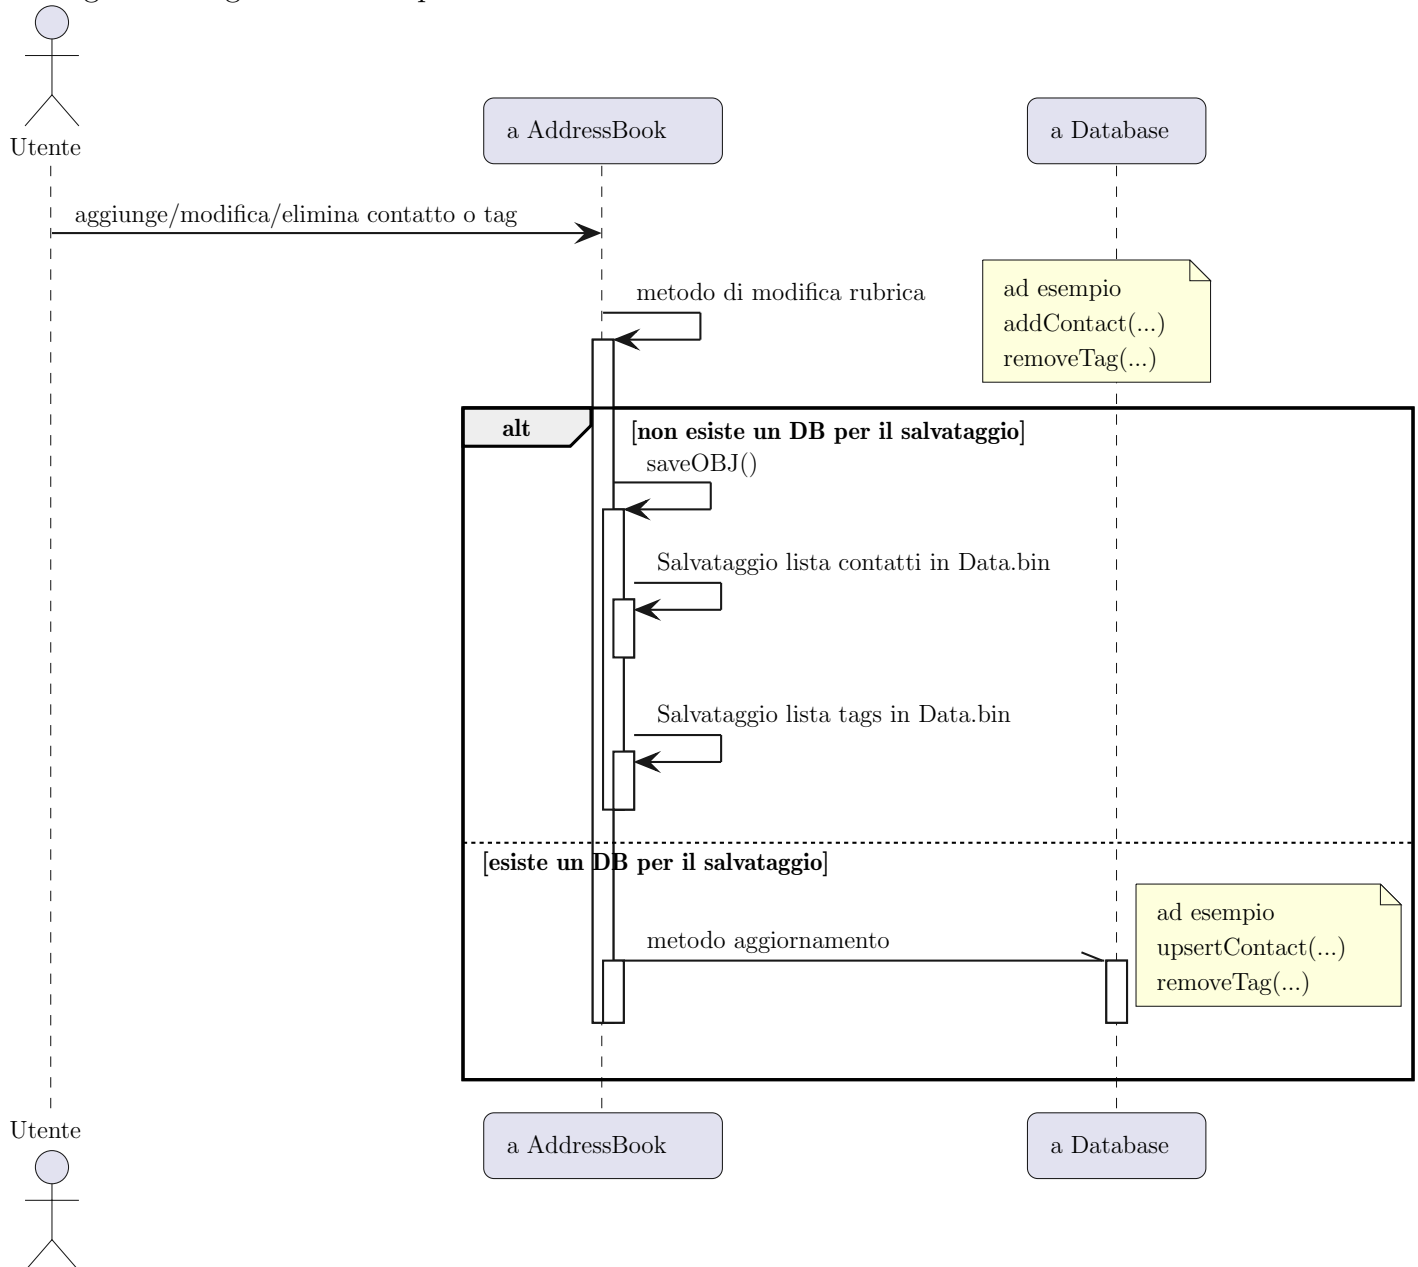 Utente
a AddressBook
a Database
aggiunge/modifica/elimina contatto o tag
metodo di modifica rubrica
ad esempio
addContact(...)
removeTag(...)
alt
[non esiste un DB per il salvataggio]
saveOBJ()
Salvataggio lista contatti in Data.bin
Salvataggio lista tags in Data.bin
[esiste un DB per il salvataggio]
metodo aggiornamento
ad esempio
upsertContact(...)
removeTag(...)
Utente
a AddressBook
a Database